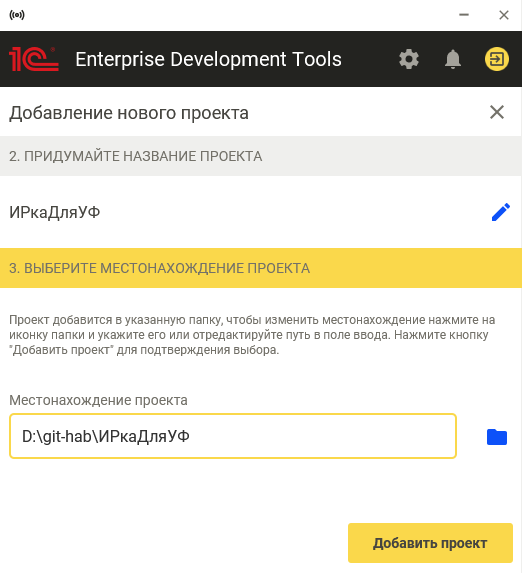 1С
Enterprise Development Tools
Добавление нового проекта
2. ПРИДУМАЙТЕ НАЗВАНИЕ ПРОЕКТА
ИРкаДляУФ
3. ВЫБЕРИТЕ МЕСТОНАХОЖДЕНИЕ ПРОЕКТА
Проект добавится в указанную папку, чтобы изменить местонахождение нажмите на
иконку папки и укажите его или отредактируйте путь в поле ввода. Нажмите кнопку
"Добавить проект" для подтверждения выбора.
Местонахождение проекта
D:\git-hab\ИРкаДляУФ
Добавить проект